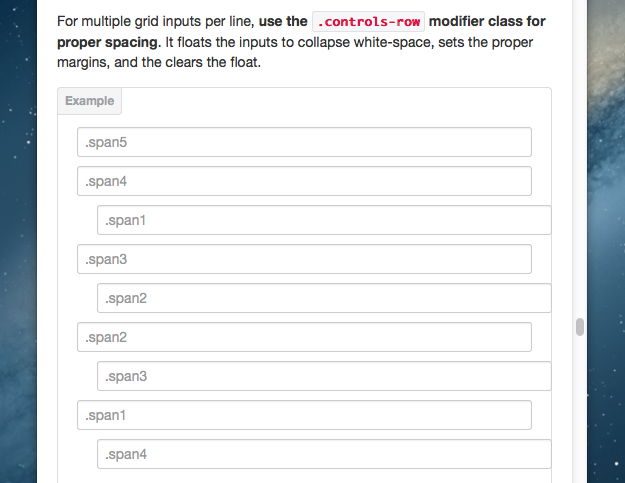 For multiple grid inputs per line, use the .controls-row modifier class for
proper spacing. It floats the inputs to collapse white-space, sets the proper
margins, and the clears the float.
Example
.span5
.span4
.span1
.span3
.span2
.span2
.span3
.span1
.span4